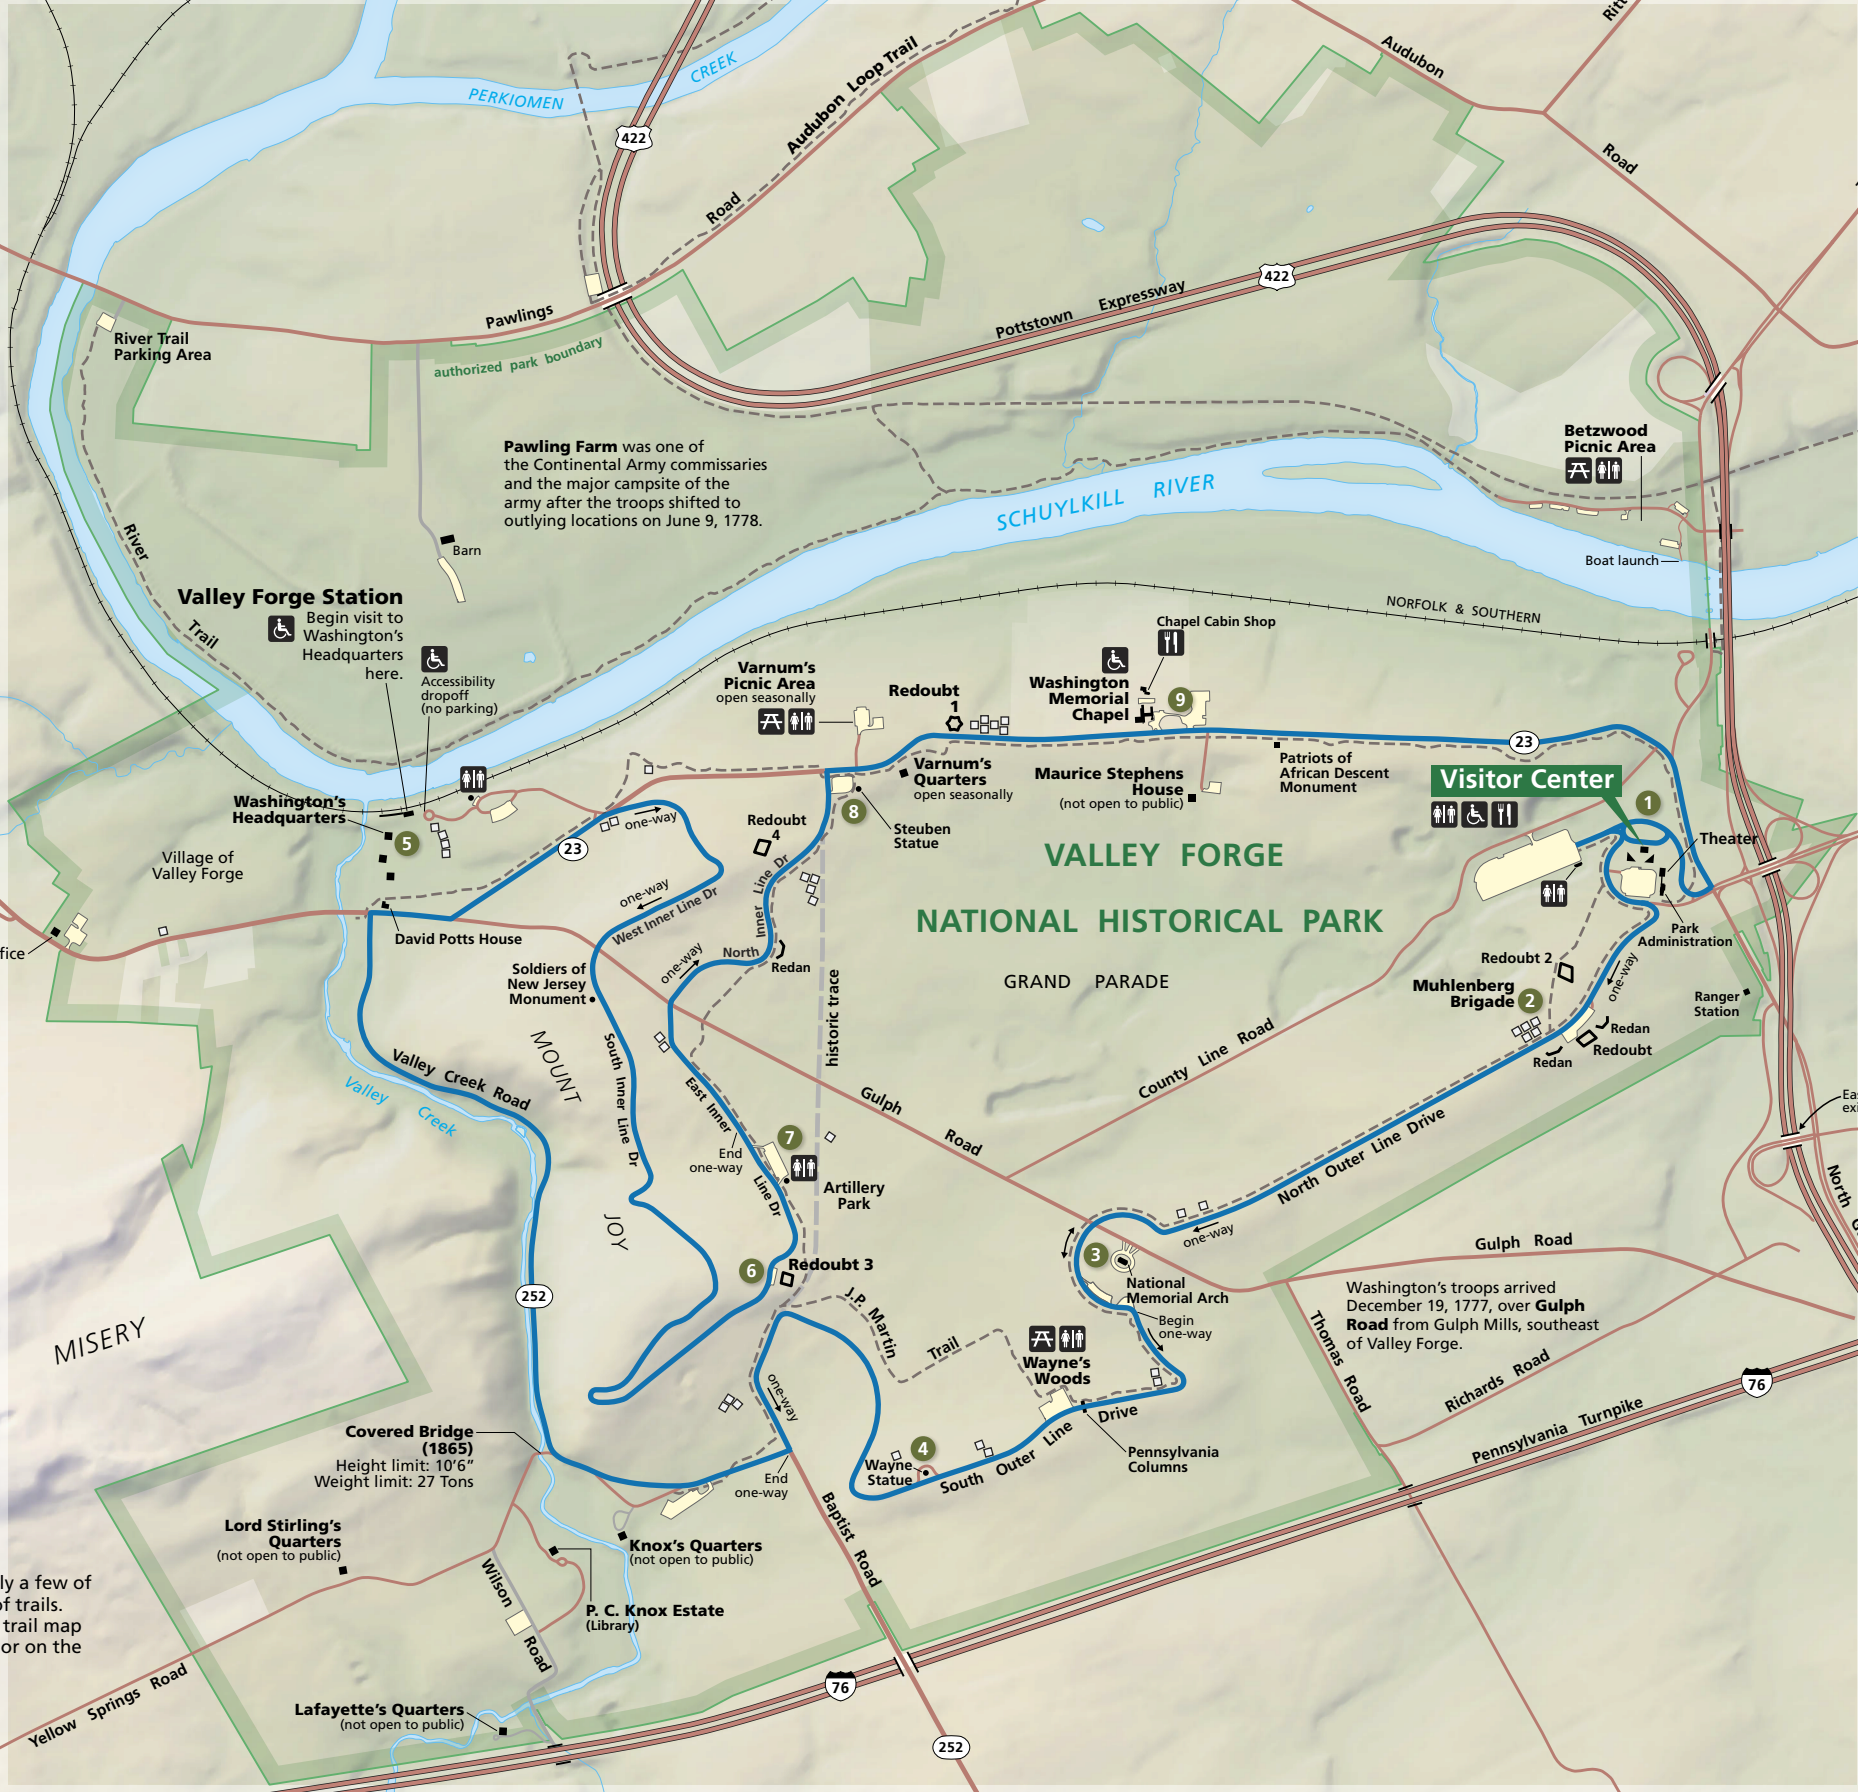 PERKIOMEN CREEK
422
Audubon Loop Trail
Audubon
Road
Road
422
Pottstown Expressway
Pawlings
authorized park boundary
River Trail
Parking Area
Betzwood
Picnic Area
Pawling Farm was one of
the Continental Army commissaries
and the major campsite of the
army after the troops shifted to
outlying locations on June 9, 1778.
SCHUYLKILL RIVER
River
Trail
Barn
Boat launch
Valley Forge Station
Begin visit to
Washington's
Headquarters
here.
Accessibility
dropoff
(no parking)
NORFOLK & SOUTHERN
Chapel Cabin Shop
Varnum's
Picnic Area
open seasonally
Redoubt
1
Washington
Memorial
Chapel
9
23
Patriots of
African Descent
Monument
Varnum's
Quarters
open seasonally
Maurice Stephens
House
(not open to public)
Visitor Center
1
Theater
Washington's
Headquarters
5
Village of
Valley Forge
one-way
23
Redoubt
4
8
Steuben
Statue
VALLEY FORGE
NATIONAL HISTORICAL PARK
GRAND PARADE
Park
Administration
fice
David Potts House
one-way
West Inner Line Dr
North Inner Line Dr
one-way
Redan
historic trace
Soldiers of
New Jersey
Monument
Redoubt 2
one-way
Muhlenberg
Brigade
2
Ranger
Station
Redan
Redoubt
Redan
MOUNT
JOY
South Inner Line Dr
East Inner
Line Dr
Valley Creek Road
Valley Creek
Gulph
Road
County Line Road
North Outer Line Drive
Eas
exi
North G
End
one-way
7
Artillery
Park
6
Redoubt 3
3
one-way
National
Memorial Arch
Begin
one-way
Gulph Road
Washington's troops arrived
December 19, 1777, over Gulph
Road from Gulph Mills, southeast
of Valley Forge.
252
MISERY
J.P. Martin
Trail
Wayne's
Woods
Thomas Road
Richards Road
76
Pennsylvania Turnpike
one-way
Covered Bridge
(1865)
Height limit: 10'6"
Weight limit: 27 Tons
4
Wayne
Statue
South Outer Line Drive
Pennsylvania
Columns
End
one-way
Baptist Road
Lord Stirling's
Quarters
(not open to public)
Knox's Quarters
(not open to public)
Wilson
Road
P. C. Knox Estate
(Library)
ly a few of
of trails.
trail map
or on the
Yellow Springs Road
Lafayette's Quarters
(not open to public)
76
252